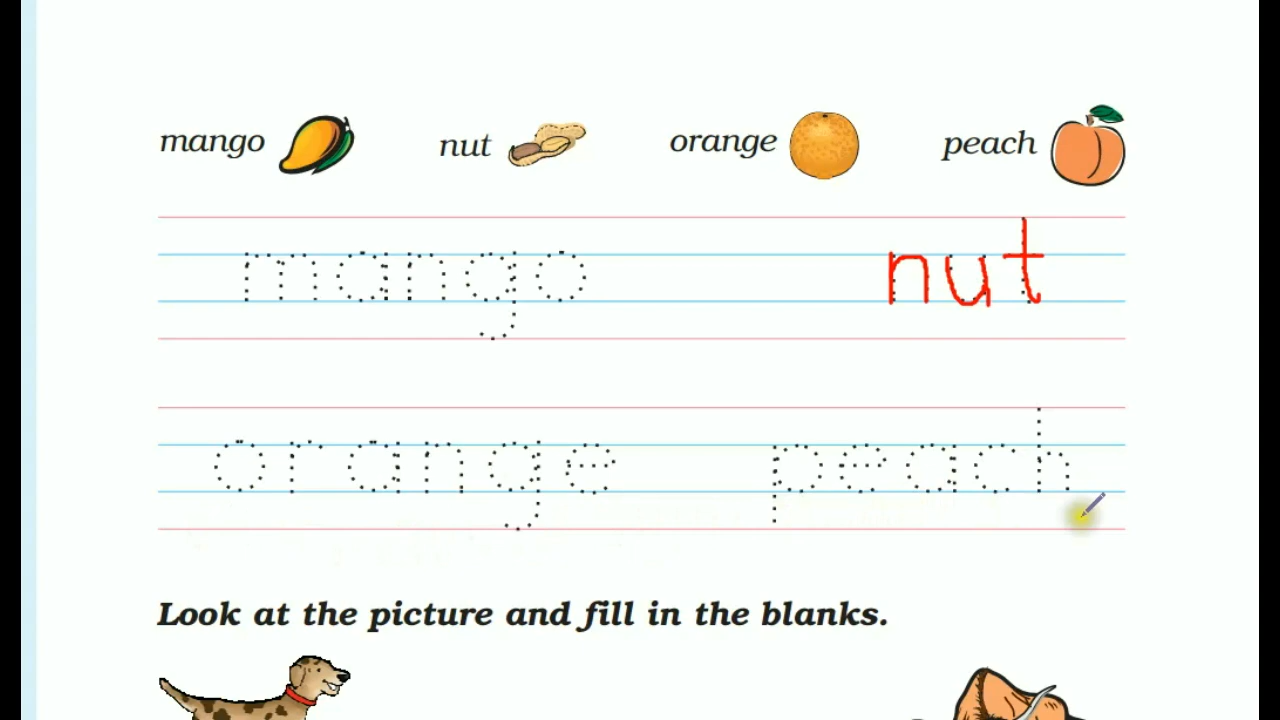 mango nut orange peach
mango nut
orange peach
Look at the picture and fill in the blanks.